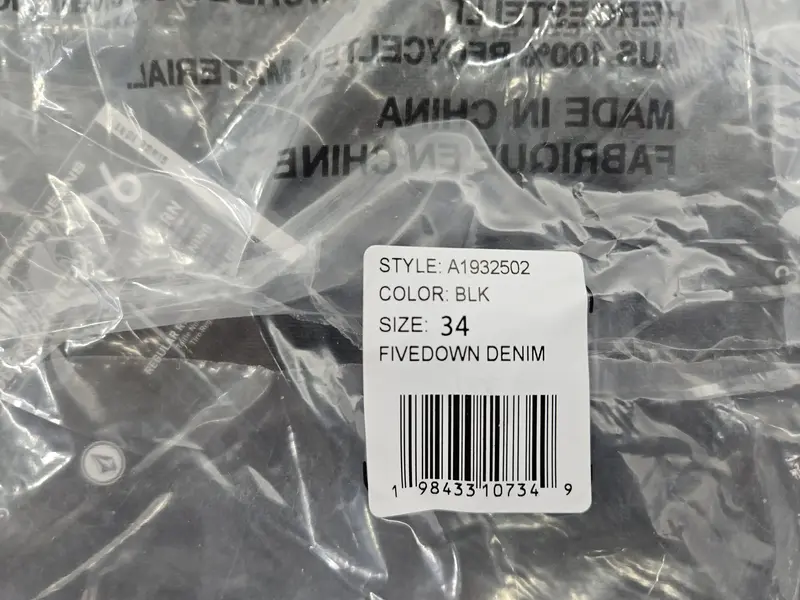 HERGESTELLT
AUS 100% RECYCELTEM MATERIAL
MADE IN CHINA
FABRIQUÉ EN CHINE
STYLE: A1932502
COLOR: BLK
SIZE: 34
FIVEDOWN DENIM
1 98433 10734 9